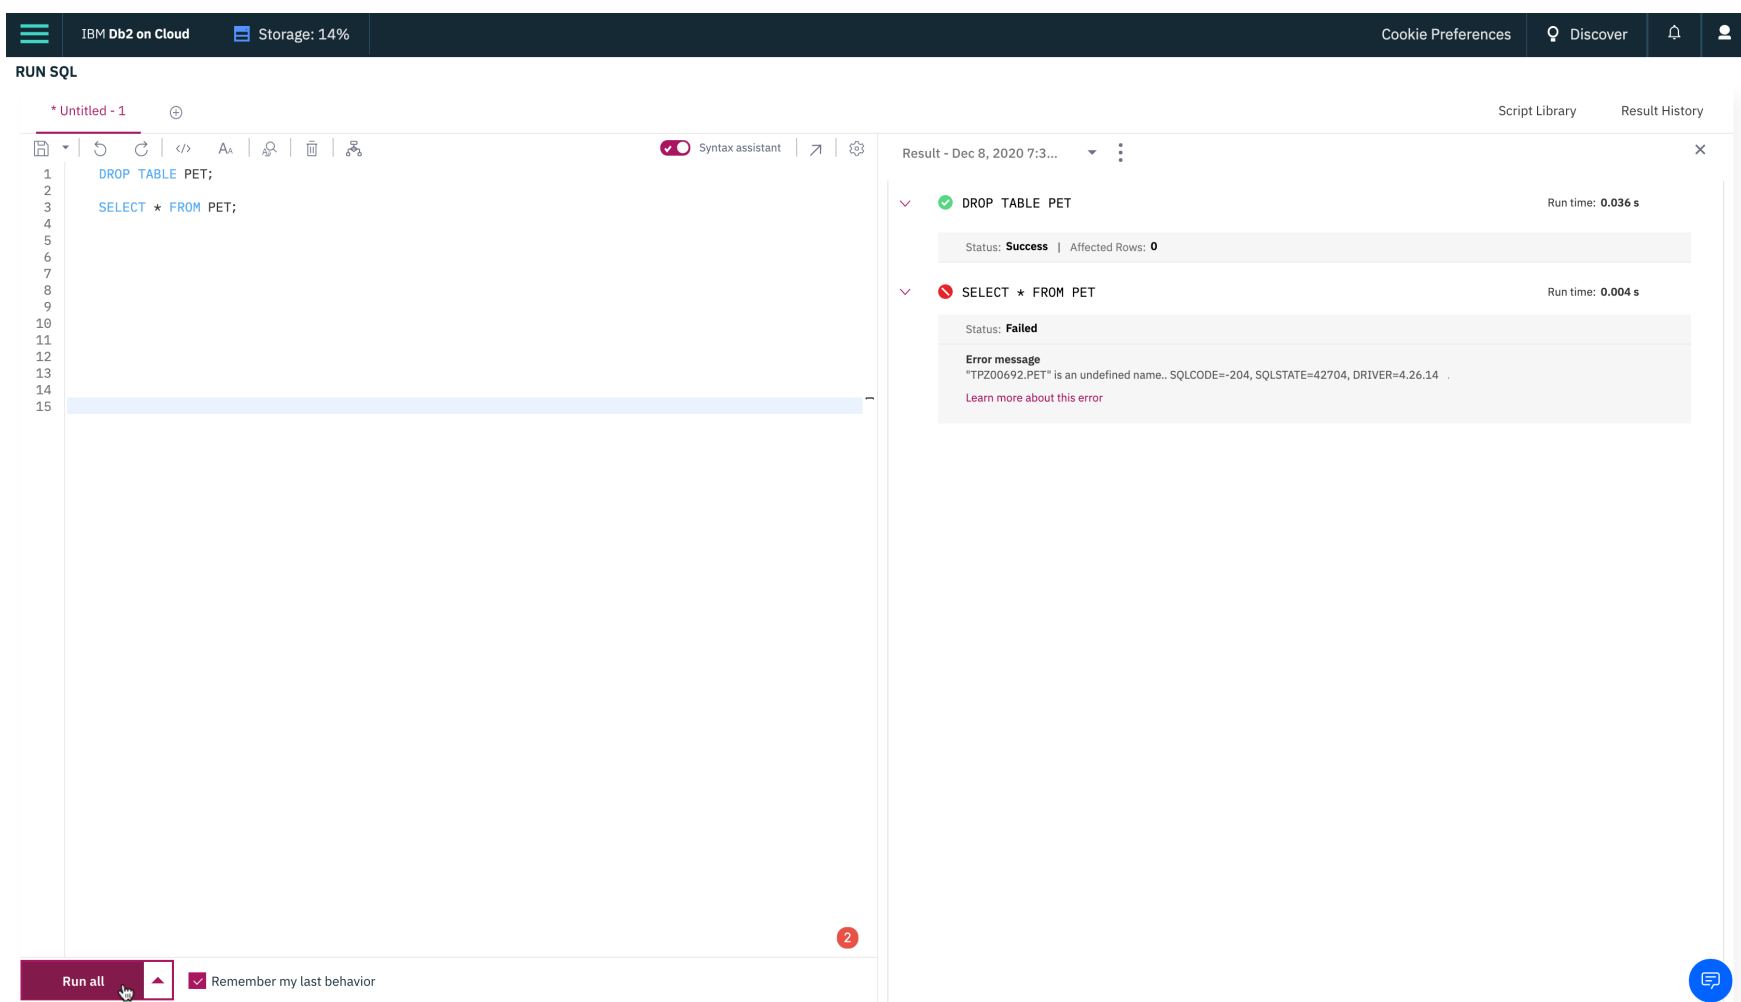 IBM Db2 on Cloud Storage: 14% Cookie Preferences Discover
RUN SQL
* Untitled - 1 Script Library Result History
Syntax assistant
1 DROP TABLE PET;
2
3 SELECT * FROM PET;
4
5
6
7
8
9
10
11
12
13
14
15
2
Run all Remember my last behavior
Result - Dec 8, 2020 7:3...
DROP TABLE PET Run time: 0.036 s
Status: Success | Affected Rows: 0
SELECT * FROM PET Run time: 0.004 s
Status: Failed
Error message
"TPZ00692.PET" is an undefined name.. SQLCODE=-204, SQLSTATE=42704, DRIVER=4.26.14 .
Learn more about this error